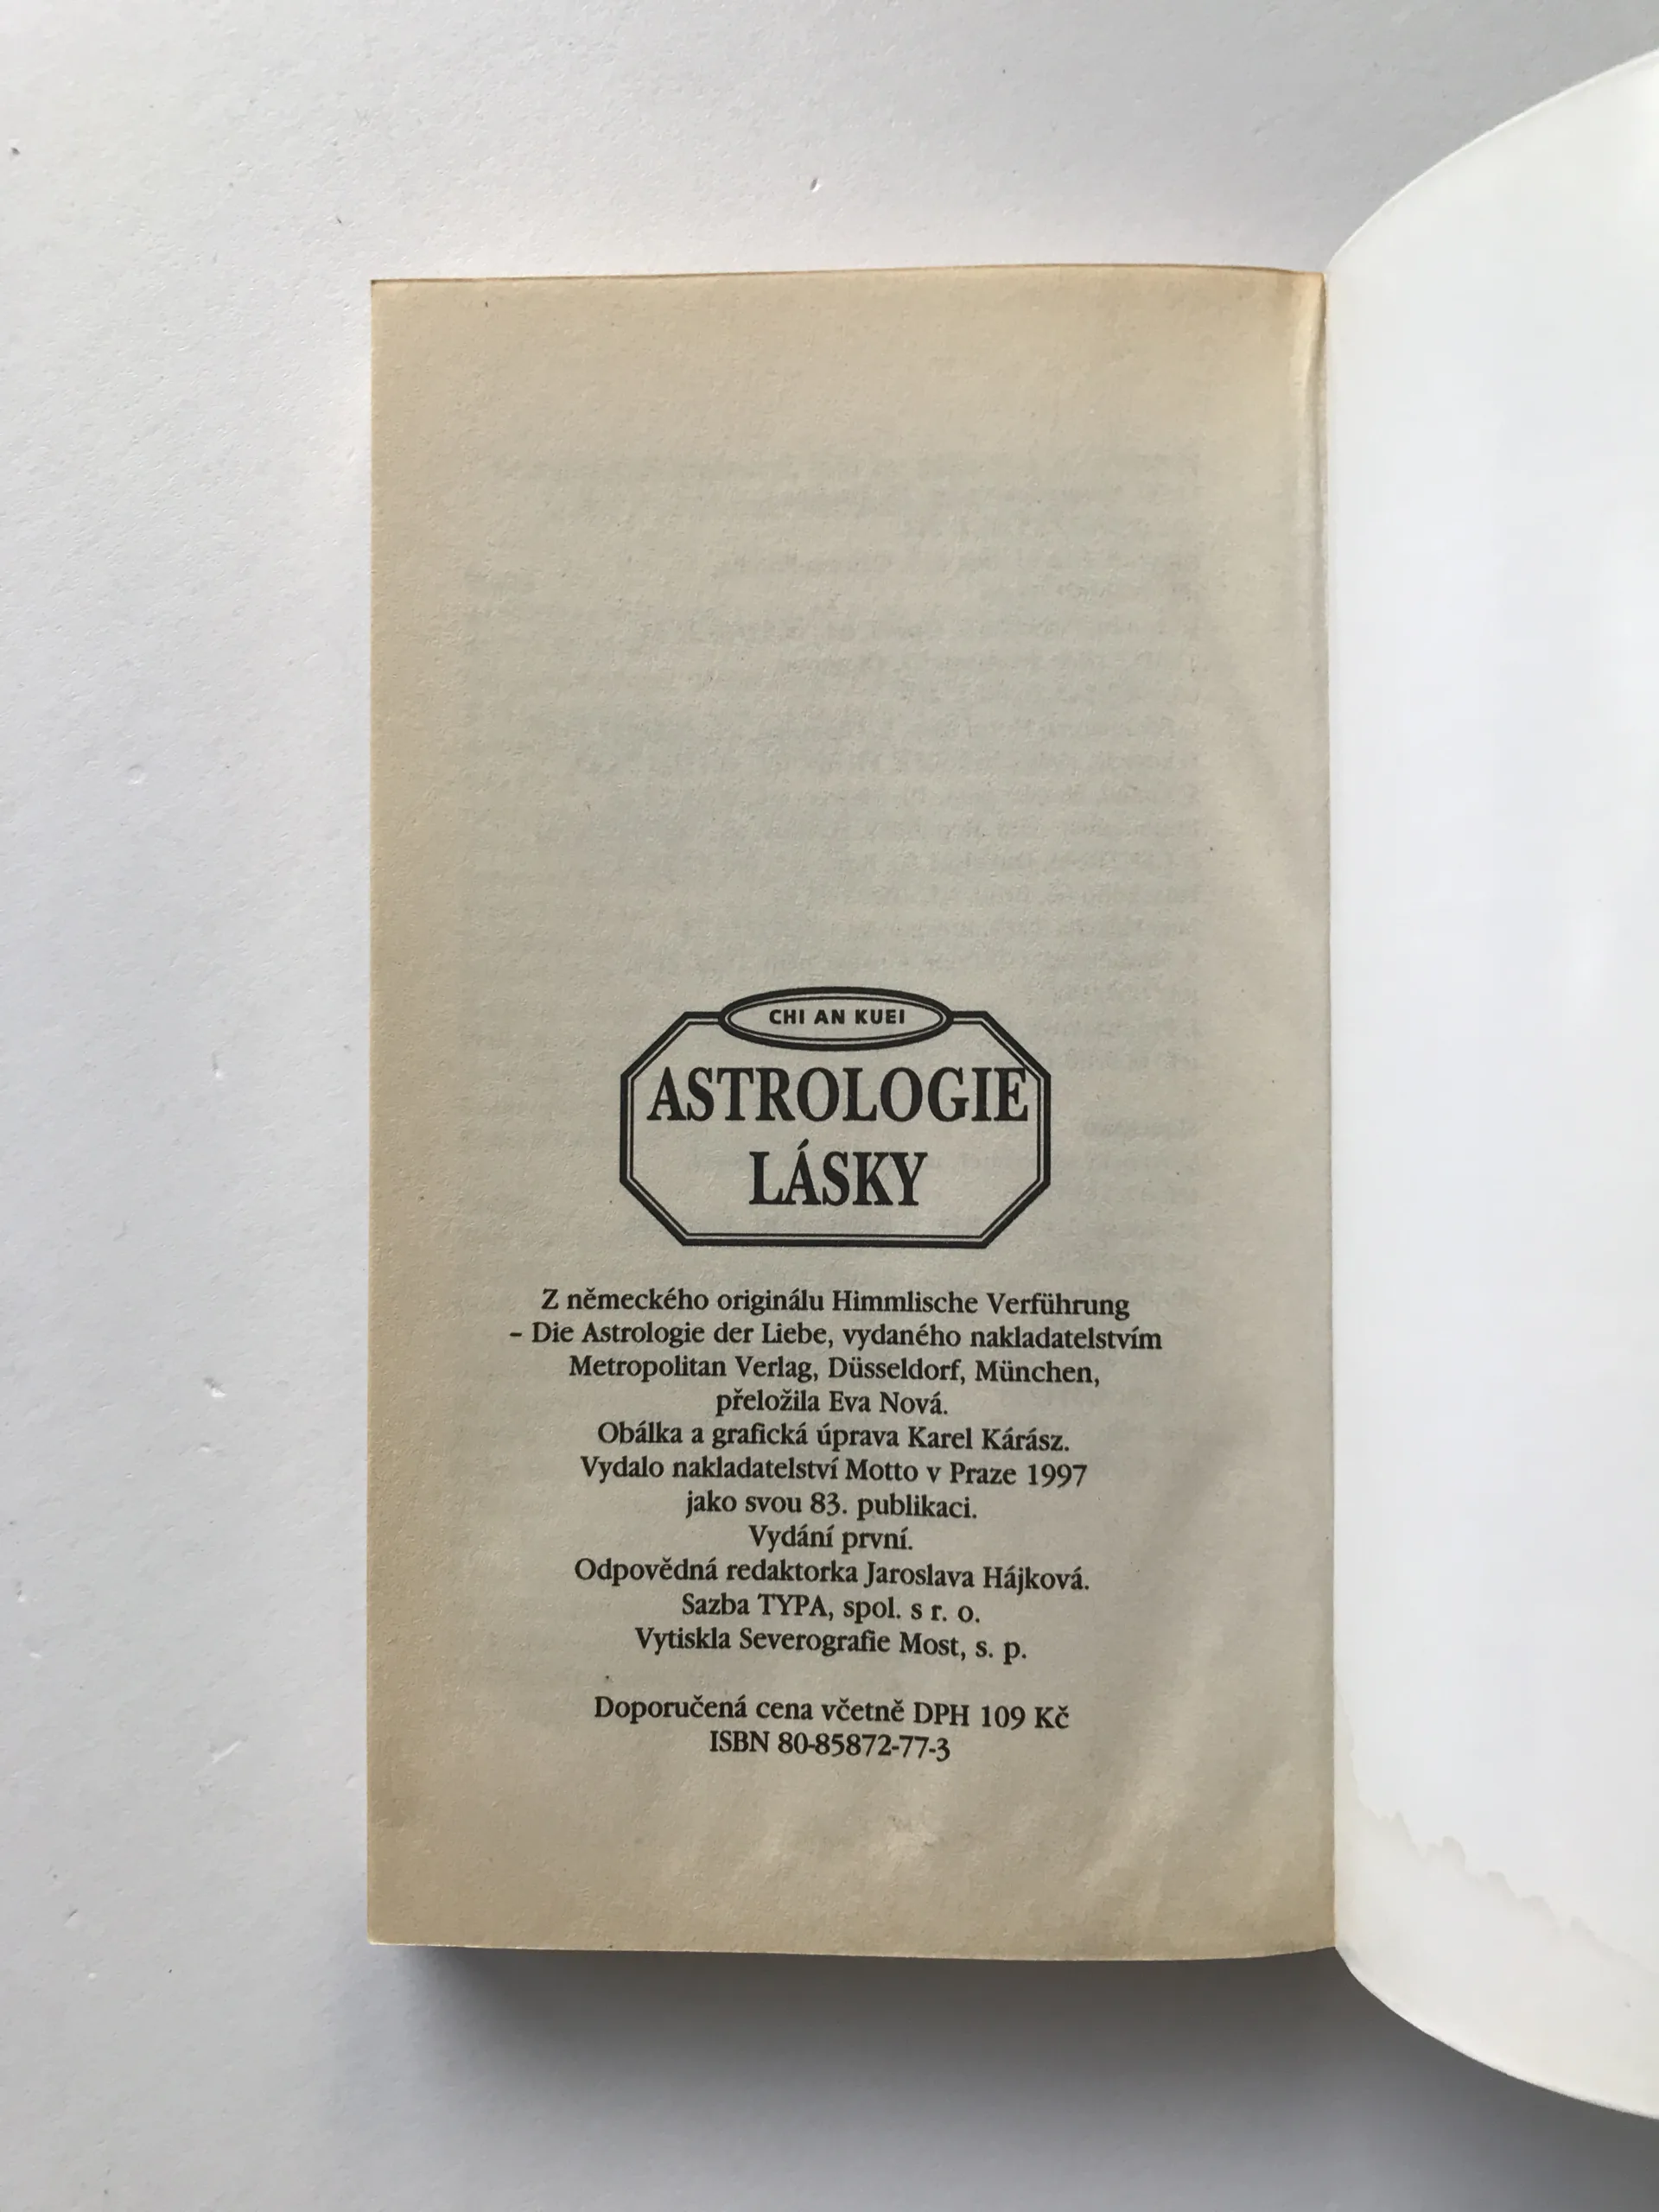 CHI AN KUEI
ASTROLOGIE
LÁSKY
Z německého originálu Himmlische Verführung
– Die Astrologie der Liebe, vydaného nakladatelstvím
Metropolitan Verlag, Düsseldorf, München,
přeložila Eva Nová.
Obálka a grafická úprava Karel Kárász.
Vydalo nakladatelství Motto v Praze 1997
jako svou 83. publikaci.
Vydání první.
Odpovědná redaktorka Jaroslava Hájková.
Sazba TYPA, spol. s r. o.
Vytiskla Severografie Most, s. p.
Doporučená cena včetně DPH 109 Kč
ISBN 80-85872-77-3